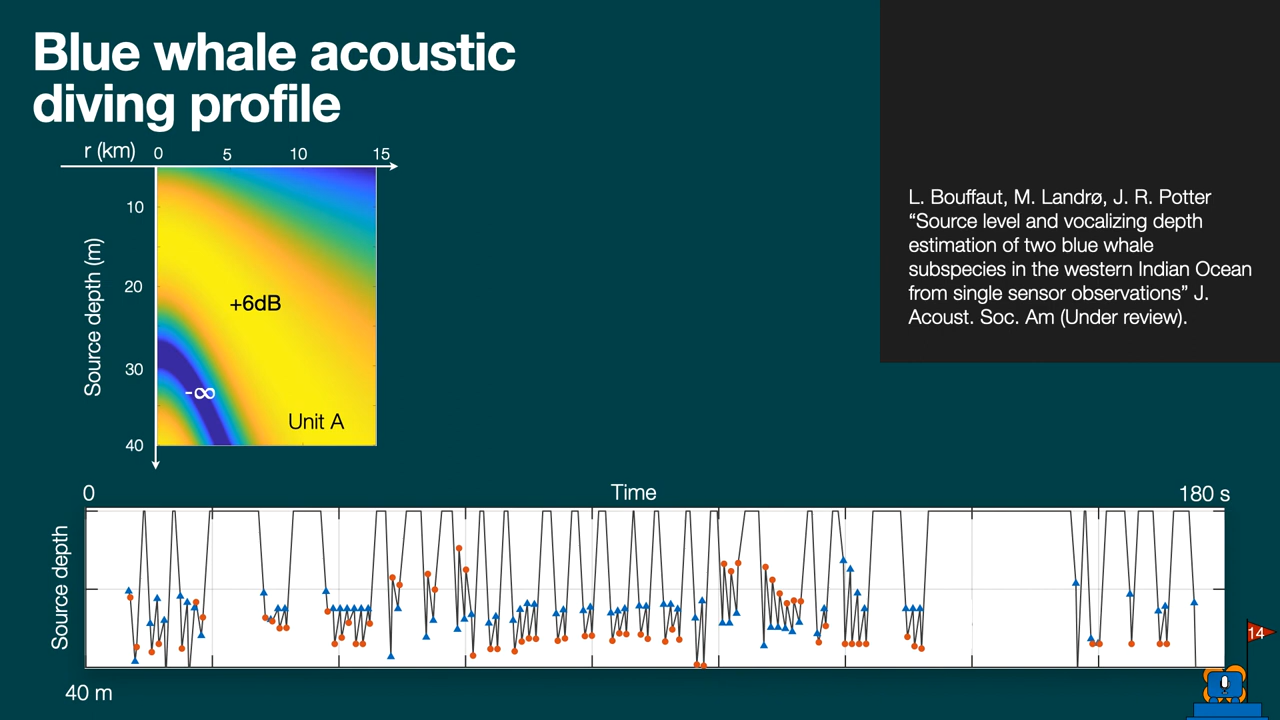 Blue whale acoustic
diving profile
r (km) 0 5 10 15
Source depth (m)
10
20
30
40
+6dB
-∞
Unit A
L. Bouffaut, M. Landrø, J. R. Potter
“Source level and vocalizing depth
estimation of two blue whale
subspecies in the western Indian Ocean
from single sensor observations” J.
Acoust. Soc. Am (Under review).
0 Time 180 s
Source depth
40 m
14